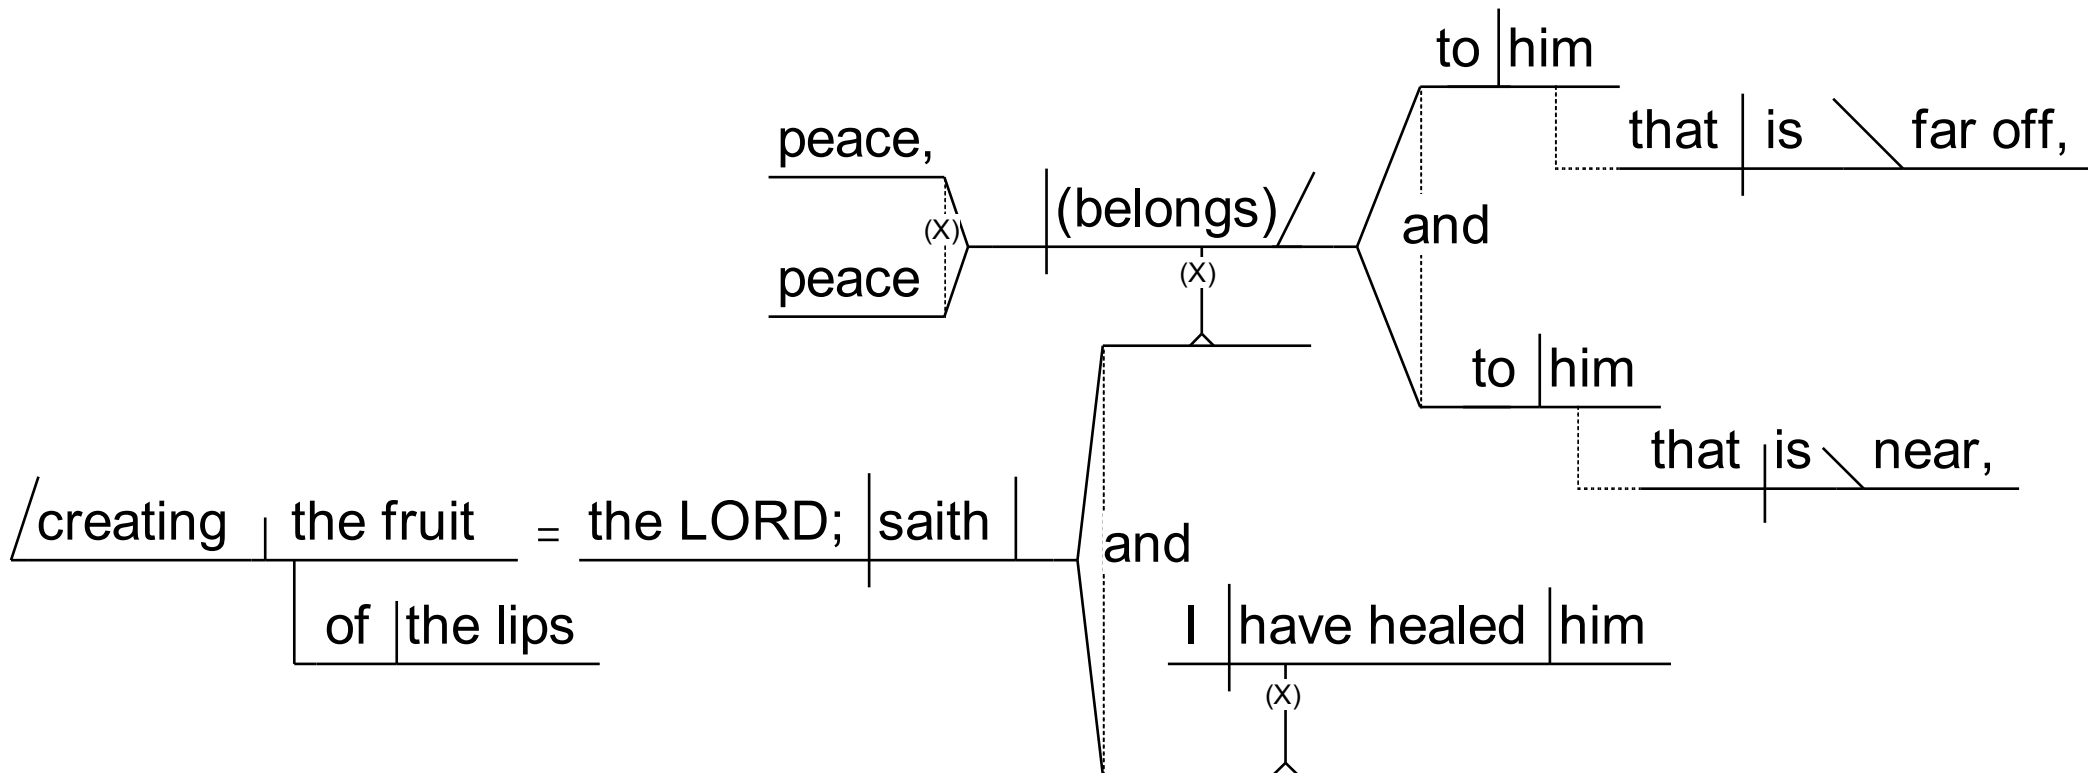 to him
that is far off,
peace,
(X)
(belongs)
and
peace
(X)
to him
that is near,
creating the fruit = the LORD; saith
and
of the lips
I have healed him
(X)